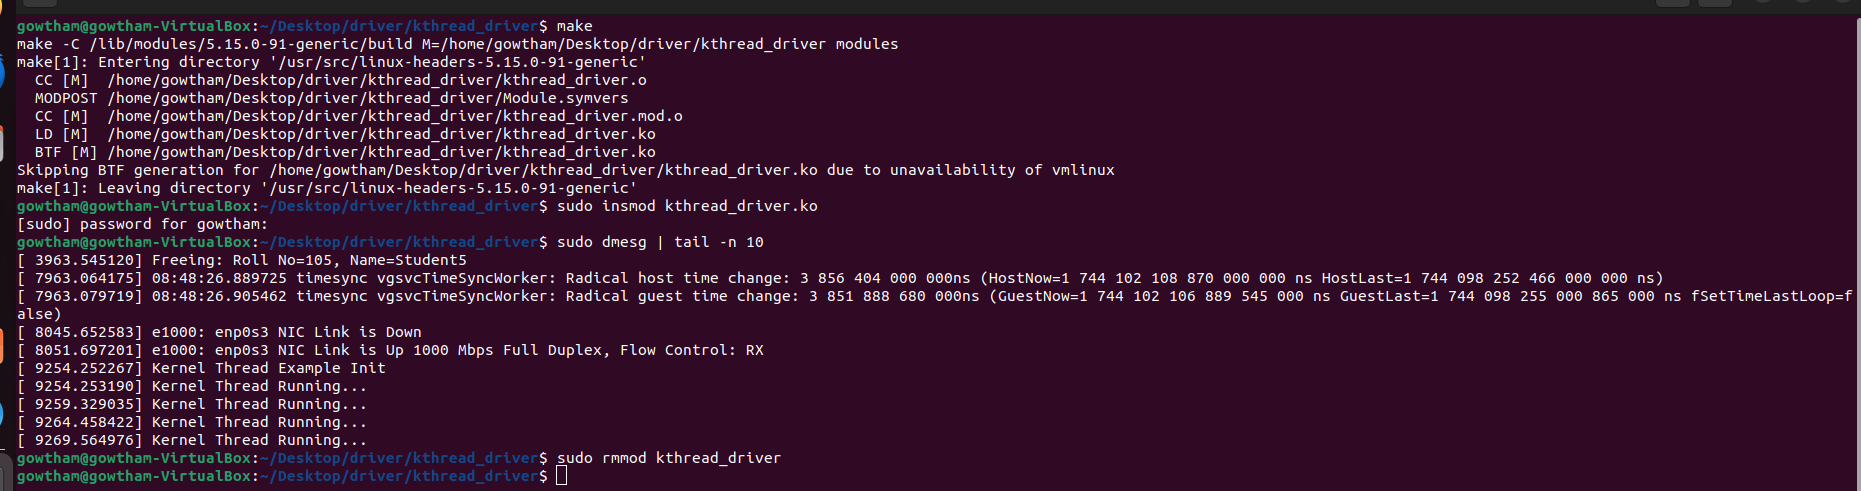 gowtham@gowtham-VirtualBox:~/Desktop/driver/kthread_driver$ make
make -C /lib/modules/5.15.0-91-generic/build M=/home/gowtham/Desktop/driver/kthread_driver modules
make[1]: Entering directory '/usr/src/linux-headers-5.15.0-91-generic'
  CC [M]  /home/gowtham/Desktop/driver/kthread_driver/kthread_driver.o
  MODPOST /home/gowtham/Desktop/driver/kthread_driver/Module.symvers
  CC [M]  /home/gowtham/Desktop/driver/kthread_driver/kthread_driver.mod.o
  LD [M]  /home/gowtham/Desktop/driver/kthread_driver/kthread_driver.ko
  BTF [M] /home/gowtham/Desktop/driver/kthread_driver/kthread_driver.ko
Skipping BTF generation for /home/gowtham/Desktop/driver/kthread_driver/kthread_driver.ko due to unavailability of vmlinux
make[1]: Leaving directory '/usr/src/linux-headers-5.15.0-91-generic'
gowtham@gowtham-VirtualBox:~/Desktop/driver/kthread_driver$ sudo insmod kthread_driver.ko
[sudo] password for gowtham:
gowtham@gowtham-VirtualBox:~/Desktop/driver/kthread_driver$ sudo dmesg | tail -n 10
[ 3963.545120] Freeing: Roll No=105, Name=Student5
[ 7963.064175] 08:48:26.889725 timesync vgsvcTimeSyncWorker: Radical host time change: 3 856 404 000 000ns (HostNow=1 744 102 108 870 000 000 ns HostLast=1 744 098 252 466 000 000 ns)
[ 7963.079719] 08:48:26.905462 timesync vgsvcTimeSyncWorker: Radical guest time change: 3 851 888 680 000ns (GuestNow=1 744 102 106 889 545 000 ns GuestLast=1 744 098 255 000 865 000 ns fSetTimeLastLoop=f
alse)
[ 8045.652583] e1000: enp0s3 NIC Link is Down
[ 8051.697201] e1000: enp0s3 NIC Link is Up 1000 Mbps Full Duplex, Flow Control: RX
[ 9254.252267] Kernel Thread Example Init
[ 9254.253190] Kernel Thread Running...
[ 9259.329035] Kernel Thread Running...
[ 9264.458422] Kernel Thread Running...
[ 9269.564976] Kernel Thread Running...
gowtham@gowtham-VirtualBox:~/Desktop/driver/kthread_driver$ sudo rmmod kthread_driver
gowtham@gowtham-VirtualBox:~/Desktop/driver/kthread_driver$